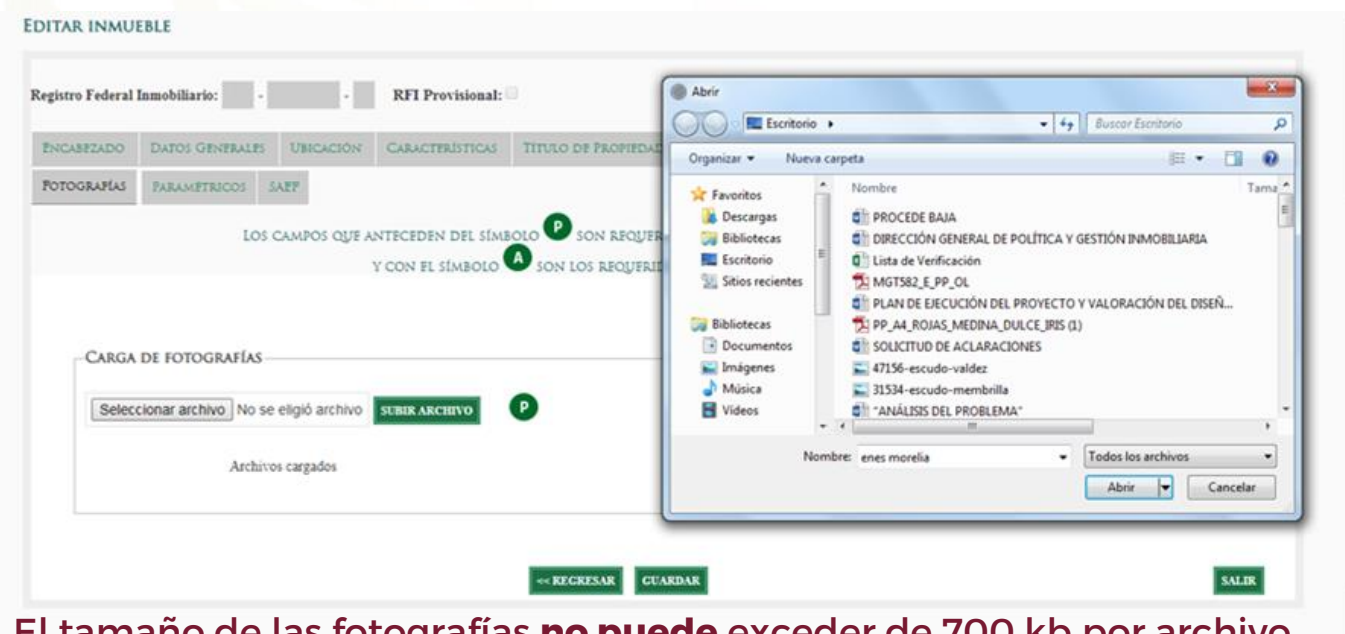 EDITAR INMUEBLE
Registro Federal Inmobiliario: - - RFI Provisional:
ENCABEZADO DATOS GENERALES UBICACIÓN CARACTERÍSTICAS TÍTULO DE PROPIEDAD
FOTOGRAFÍAS PARAMÉTRICOS SAEF
LOS CAMPOS QUE ANTECEDEN DEL SÍMBOLO P SON REQUER
Y CON EL SÍMBOLO A SON LOS REQUERID
CARGA DE FOTOGRAFÍAS
Seleccionar archivo No se eligió archivo SUBIR ARCHIVO P
Archivos cargados
<< REGRESAR GUARDAR SALIR
Abrir
Escritorio
Buscar Escritorio
Organizar Nueva carpeta
Favoritos
Descargas
Bibliotecas
Escritorio
Sitios recientes
Bibliotecas
Documentos
Imágenes
Música
Vídeos
Nombre Tama
PROCEDE BAJA
DIRECCIÓN GENERAL DE POLÍTICA Y GESTIÓN INMOBILIARIA
Lista de Verificación
MGT582_E_PP_OL
PLAN DE EJECUCIÓN DEL PROYECTO Y VALORACIÓN DEL DISEÑ...
PP_A4_ROJAS_MEDINA_DULCE_IRIS (1)
SOLICITUD DE ACLARACIONES
47156-escudo-valdez
31534-escudo-membrilla
"ANÁLISIS DEL PROBLEMA"
Nombre: enes morelia Todos los archivos
Abrir Cancelar
El tamaño de las fotografías no puede exceder de 700 kb por archivo